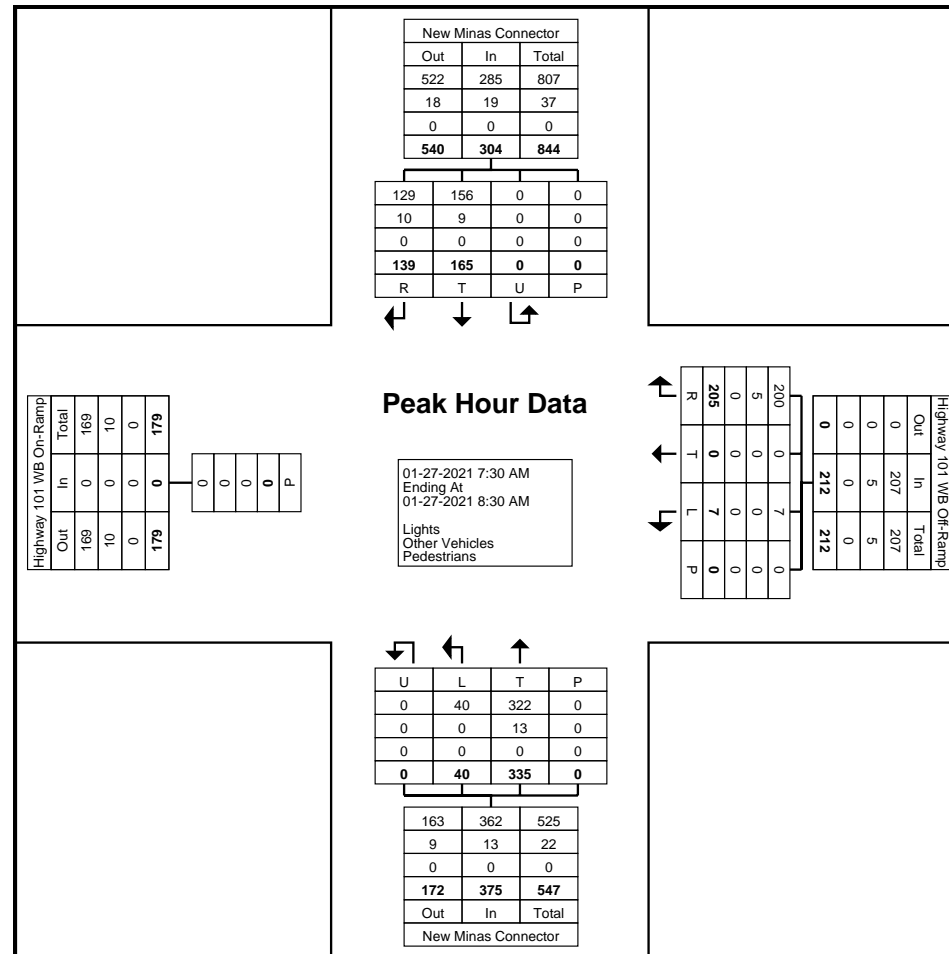 New Minas Connector
Out In Total
522 285 807
18 19 37
0 0 0
540 304 844
129 156 0 0
10 9 0 0
0 0 0 0
139 165 0 0
R T U P
Highway 101 WB On-Ramp
Total 169 10 0 179
In 0 0 0 0
Out 169 10 0 179
0 0 0 0 P
Peak Hour Data
01-27-2021 7:30 AM
Ending At
01-27-2021 8:30 AM
Lights
Other Vehicles
Pedestrians
R 205 0 5 200
T 0 0 0 0
L 7 0 0 7
P 0 0 0 0
Highway 101 WB Off-Ramp
Out In Total
0 207 207
0 5 5
0 0 0
0 212 212
U L T P
0 40 322 0
0 0 13 0
0 0 0 0
0 40 335 0
163 362 525
9 13 22
0 0 0
172 375 547
Out In Total
New Minas Connector